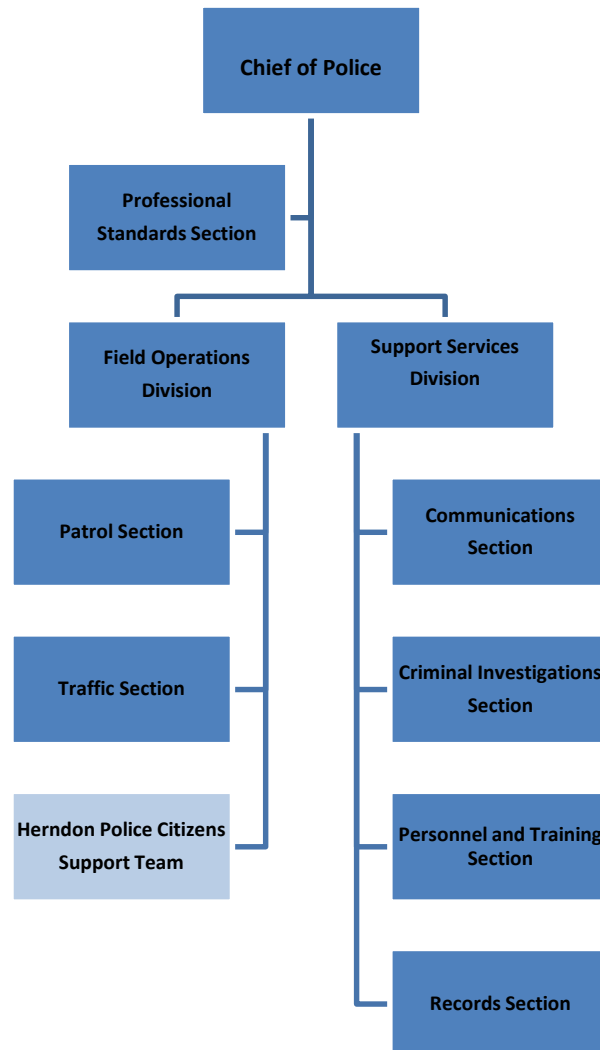 Chief of Police
Professional
Standards Section
Field Operations
Division
Support Services
Division
Patrol Section
Communications
Section
Traffic Section
Criminal Investigations
Section
Herndon Police Citizens
Support Team
Personnel and Training
Section
Records Section